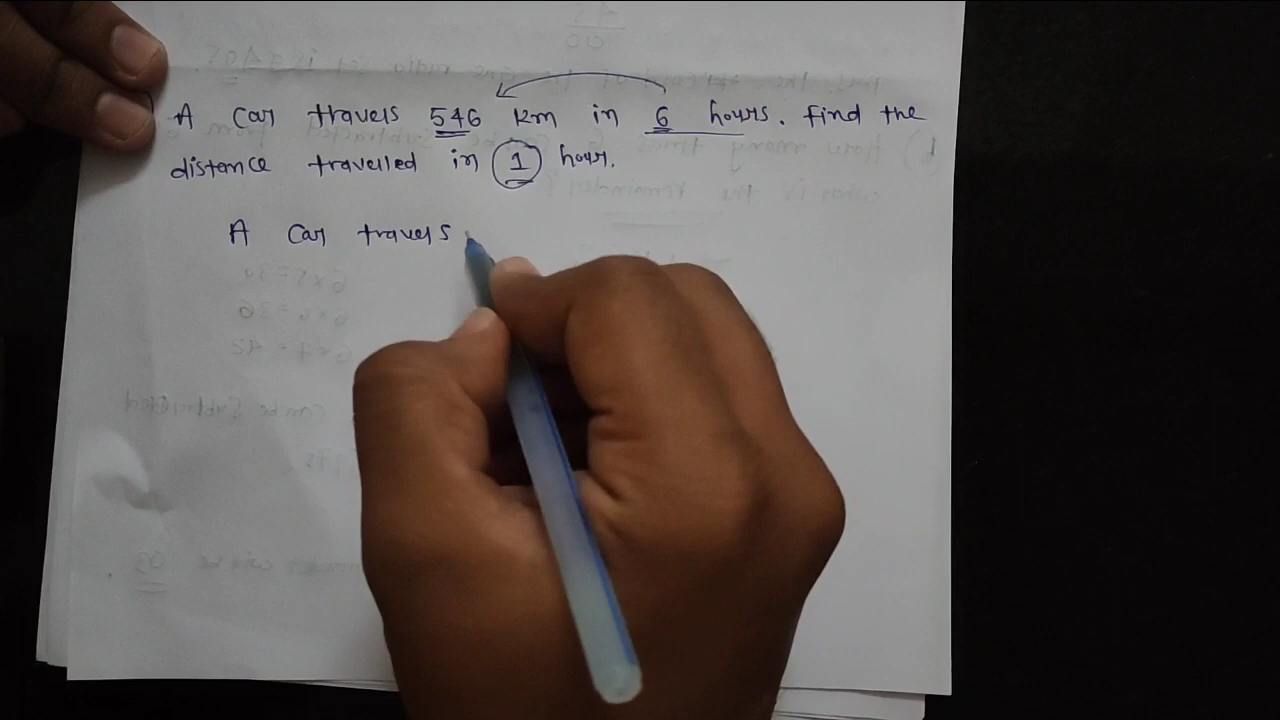 A car travels 546 km in 6 hours. Find the
distance travelled in 1 hour.
A car travels